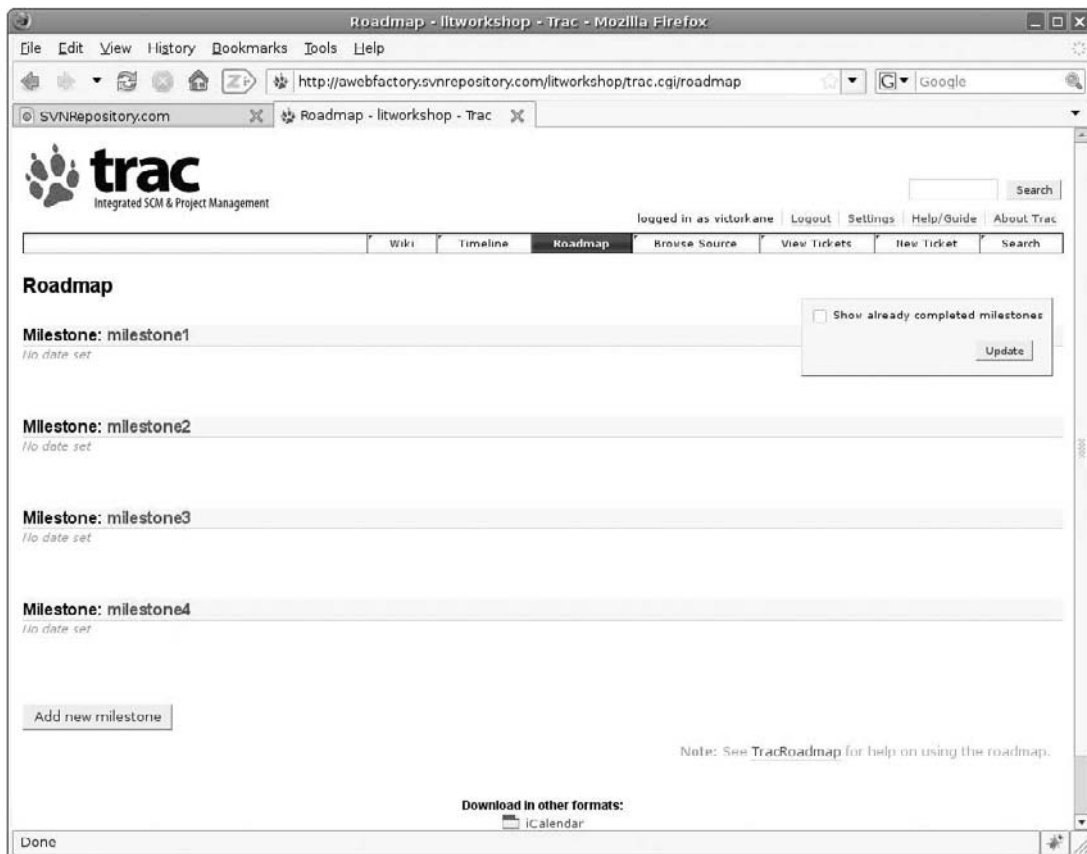 Roadmap - litworkshop - Trac - Mozilla Firefox
File Edit View History Bookmarks Tools Help
http://awebfactory.svnrepository.com/litworkshop/trac.cgi/roadmap
G Google
SVNRepository.com
Roadmap - litworkshop - Trac
trac
Integrated SCM & Project Management
Search
logged in as victorkane Logout Settings Help/Guide About Trac
Wiki Timeline Roadmap Browse Source View Tickets New Ticket Search
Roadmap
Show already completed milestones
Update
Milestone: milestone1
No date set
Milestone: milestone2
No date set
Milestone: milestone3
No date set
Milestone: milestone4
No date set
Add new milestone
Note: See TracRoadmap for help on using the roadmap.
Download in other formats:
iCalendar
Done